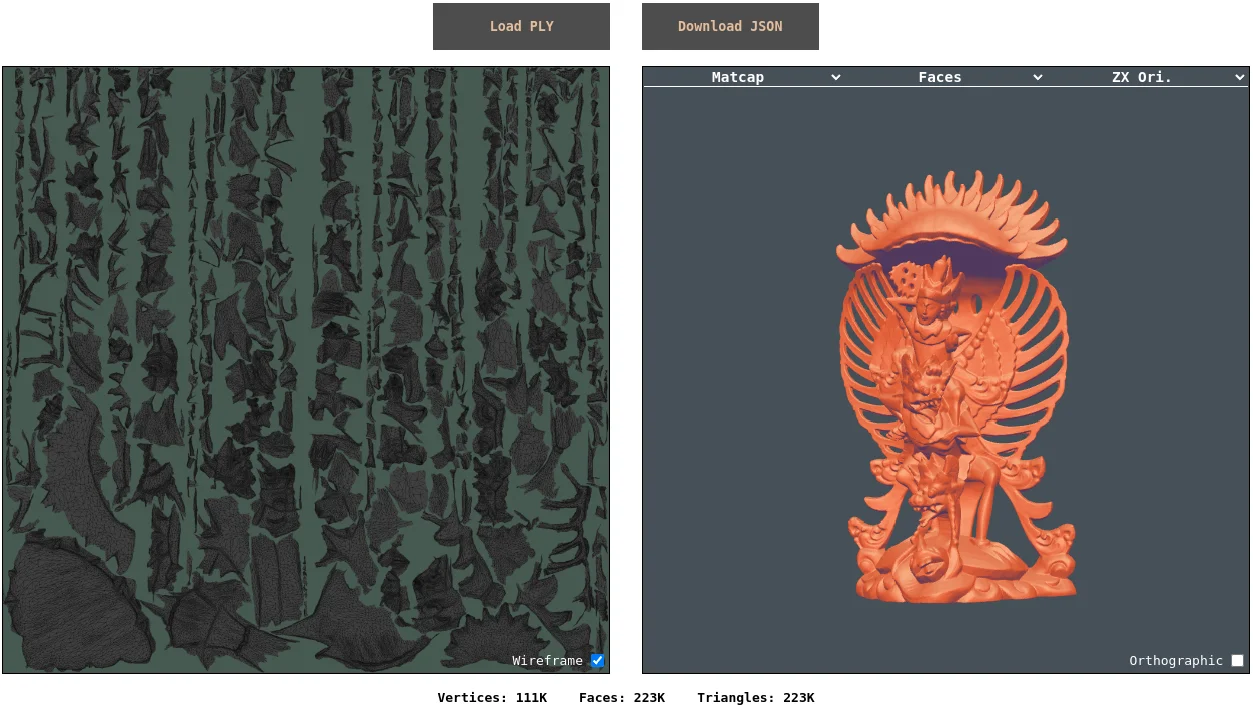 Load PLY
Download JSON
Matcap
Faces
ZX Ori.
Wireframe
Orthographic
Vertices: 111K Faces: 223K Triangles: 223K